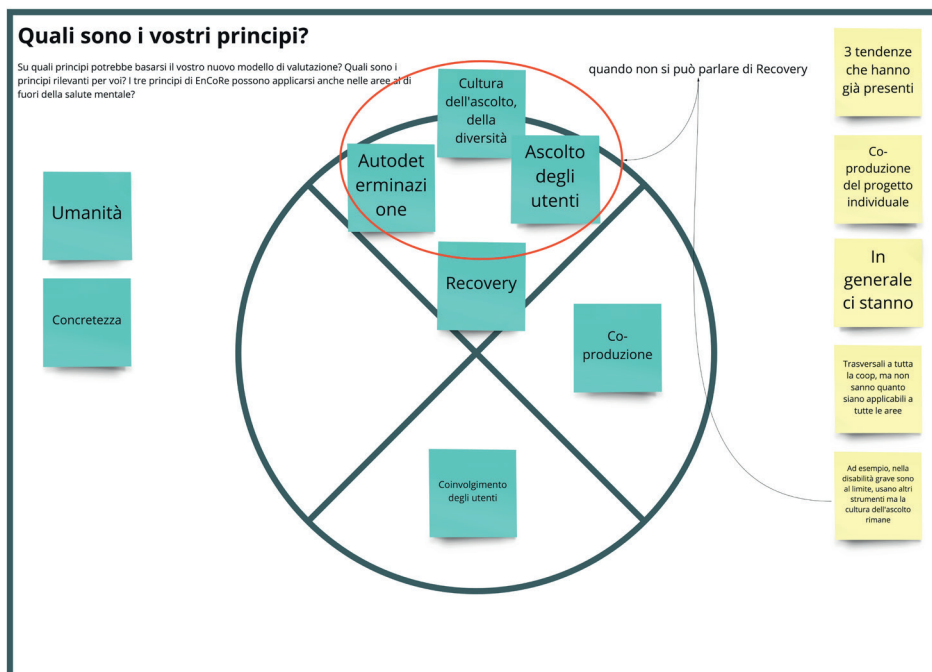 Quali sono i vostri principi?
Su quali principi potrebbe basarsi il vostro nuovo modello di valutazione? Quali sono i
principi rilevanti per voi? I tre principi di EnCoRe possono applicarsi anche nelle aree al di
fuori della salute mentale?
quando non si può parlare di Recovery
Cultura
dell'ascolto,
della
diversità
Autodet
erminazi
one
Ascolto
degli
utenti
Recovery
Umanità
Concretezza
Co-
produzione
Coinvolgimento
degli utenti
3 tendenze
che hanno
già presenti
Co-
produzione
del progetto
individuale
In
generale
ci stanno
Trasversali a tutta
la coop, ma non
sanno quanto
siano applicabili a
tutte le aree
Ad esempio, nella
disabilità grave sono
al limite, usano altri
strumenti ma la
cultura dell'ascolto
rimane